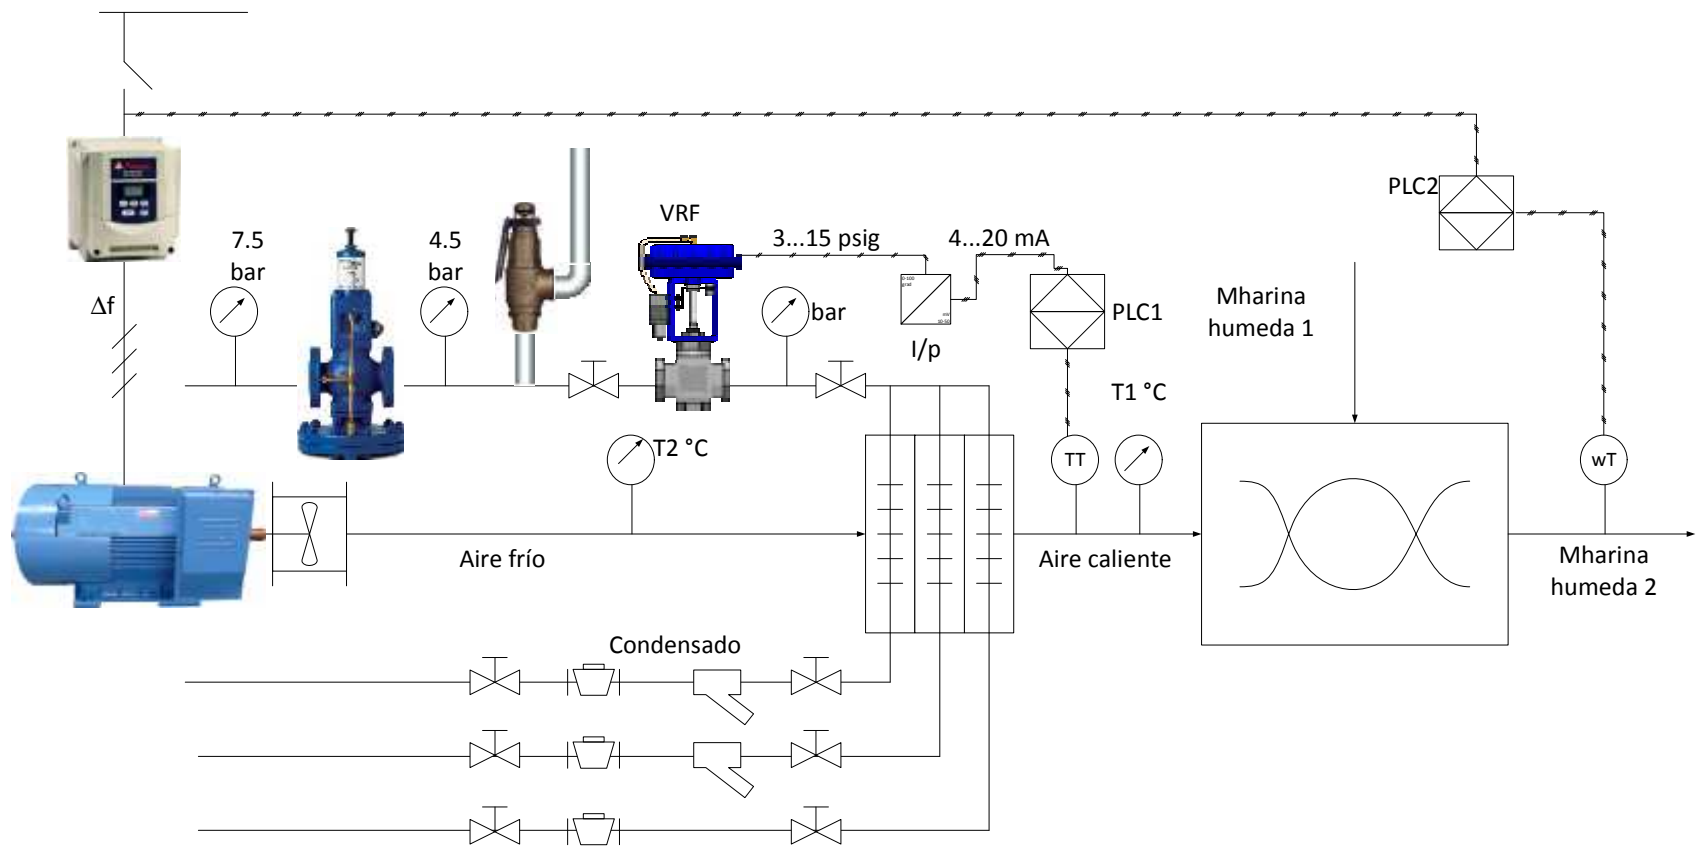 VRF
PLC2
7.5
bar
4.5
bar
3...15 psig
4...20 mA
Δf
bar
I/p
PLC1
Mharina
humeda 1
T1 °C
T2 °C
TT
wT
Aire frío
Aire caliente
Mharina
humeda 2
Condensado